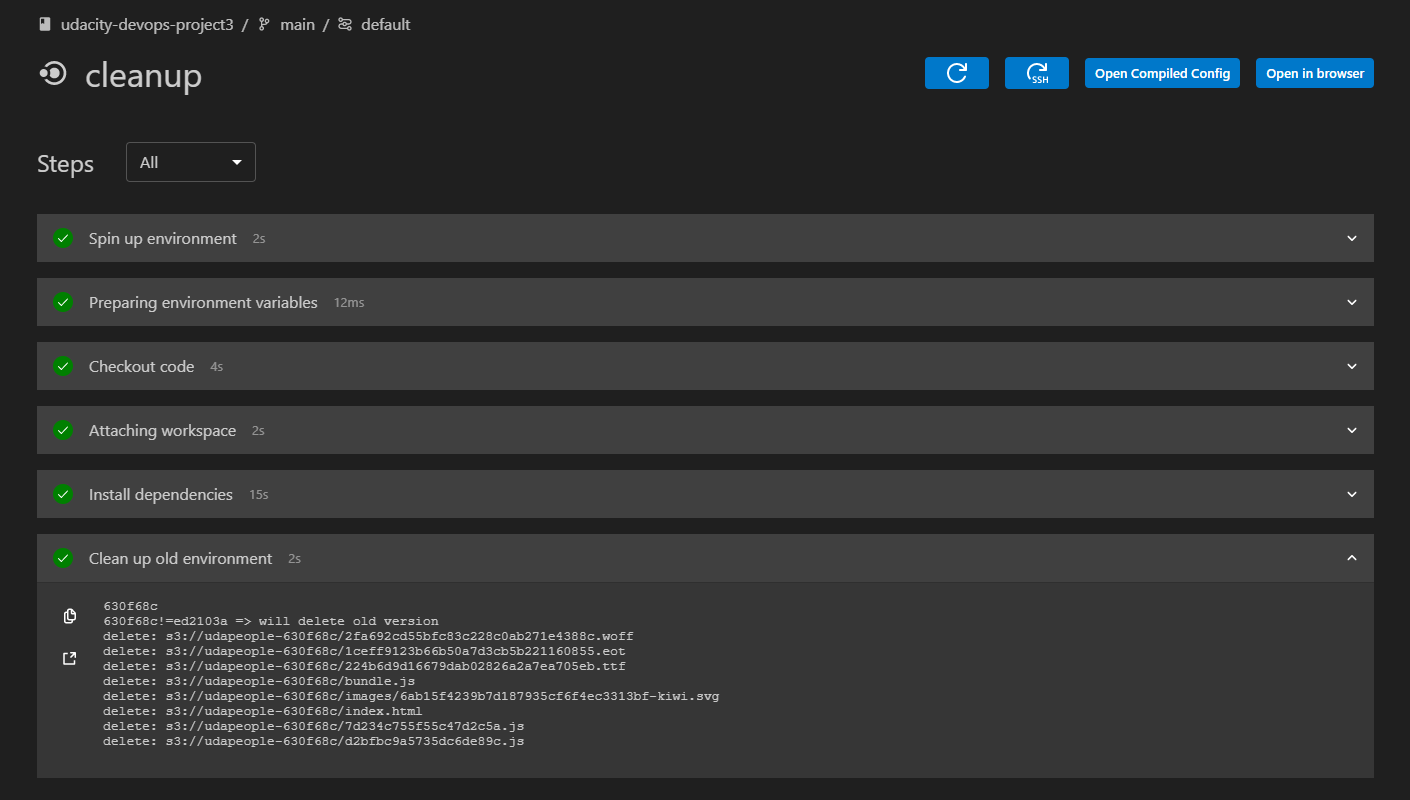 udacity-devops-project3 / main / default
cleanup
SSH
Open Compiled Config
Open in browser
Steps
All
Spin up environment 2s
Preparing environment variables 12ms
Checkout code 4s
Attaching workspace 2s
Install dependencies 15s
Clean up old environment 2s
630f68c
630f68c!=ed2103a => will delete old version
delete: s3://udapeople-630f68c/2fa692cd55bfc83c228c0ab271e4388c.woff
delete: s3://udapeople-630f68c/1ceff9123b66b50a7d3cb5b221160855.eot
delete: s3://udapeople-630f68c/224b6d9d16679dab02826a2a7ea705eb.ttf
delete: s3://udapeople-630f68c/bundle.js
delete: s3://udapeople-630f68c/images/6ab15f4239b7d187935cf6f4ec3313bf-kiwi.svg
delete: s3://udapeople-630f68c/index.html
delete: s3://udapeople-630f68c/7d234c755f55c47d2c5a.js
delete: s3://udapeople-630f68c/d2bfbc9a5735dc6de89c.js